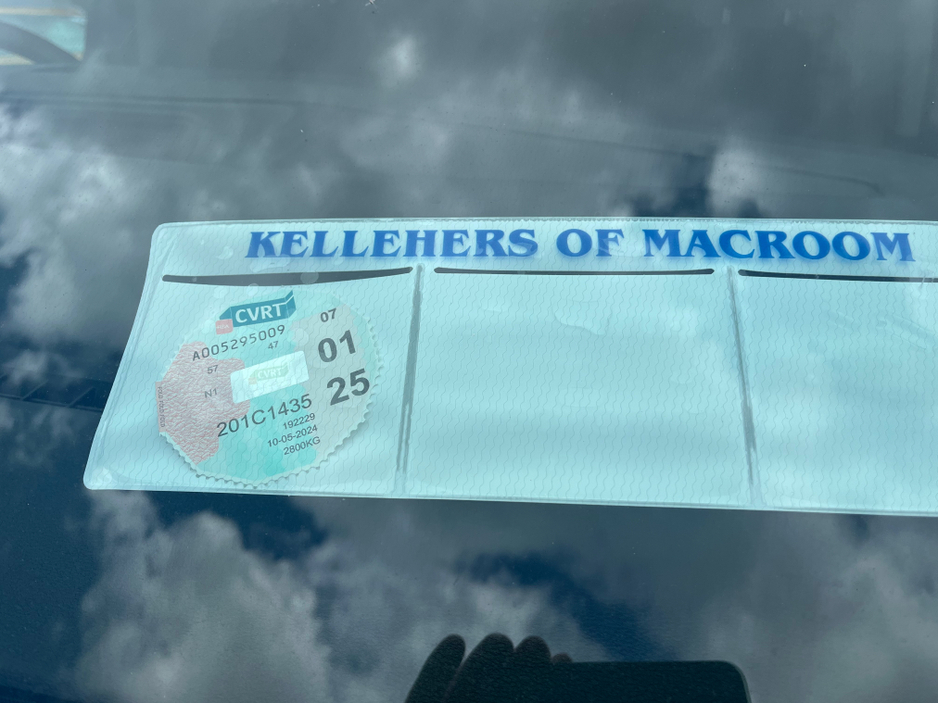 KELLEHERS OF MACROOM
CVRT
07
A005295009
47
01
57
CVRT
N1
25
201C1435
192229
10-05-2024
2800KG